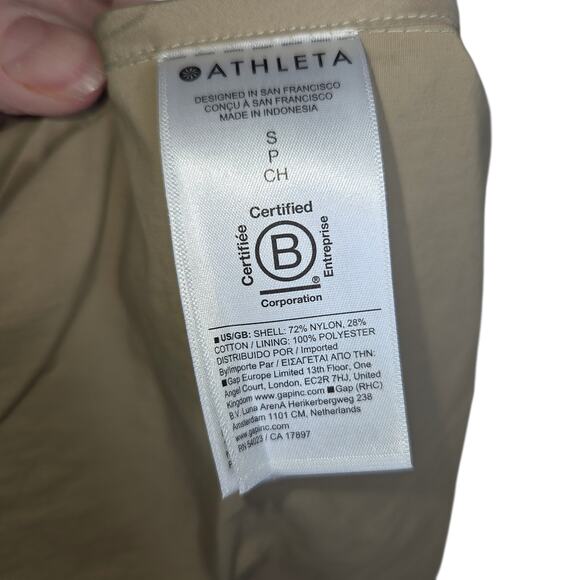 ATHLETA
DESIGNED IN SAN FRANCISCO
CONÇU À SAN FRANCISCO
MADE IN INDONESIA
S
P
CH
Certified
Certifiée
B
Entreprise
®
Corporation
■US/GB: SHELL: 72% NYLON, 28%
COTTON / LINING: 100% POLYESTER
DISTRIBUIDO POR / Imported
By/Importe Par / ΕΙΣΑΓΕΤΑΙ ΑΠΟ ΤΗΝ:
■Gap Europe Limited 13th Floor, One
Angel Court, London, EC2R 7HJ, United
Kingdom www.gapinc.com ■Gap (RHC)
B.V. Luna ArenA Herikerbergweg 238
Amsterdam 1101 CM, Netherlands
www.gapinc.com
RN 54023 / CA 17897